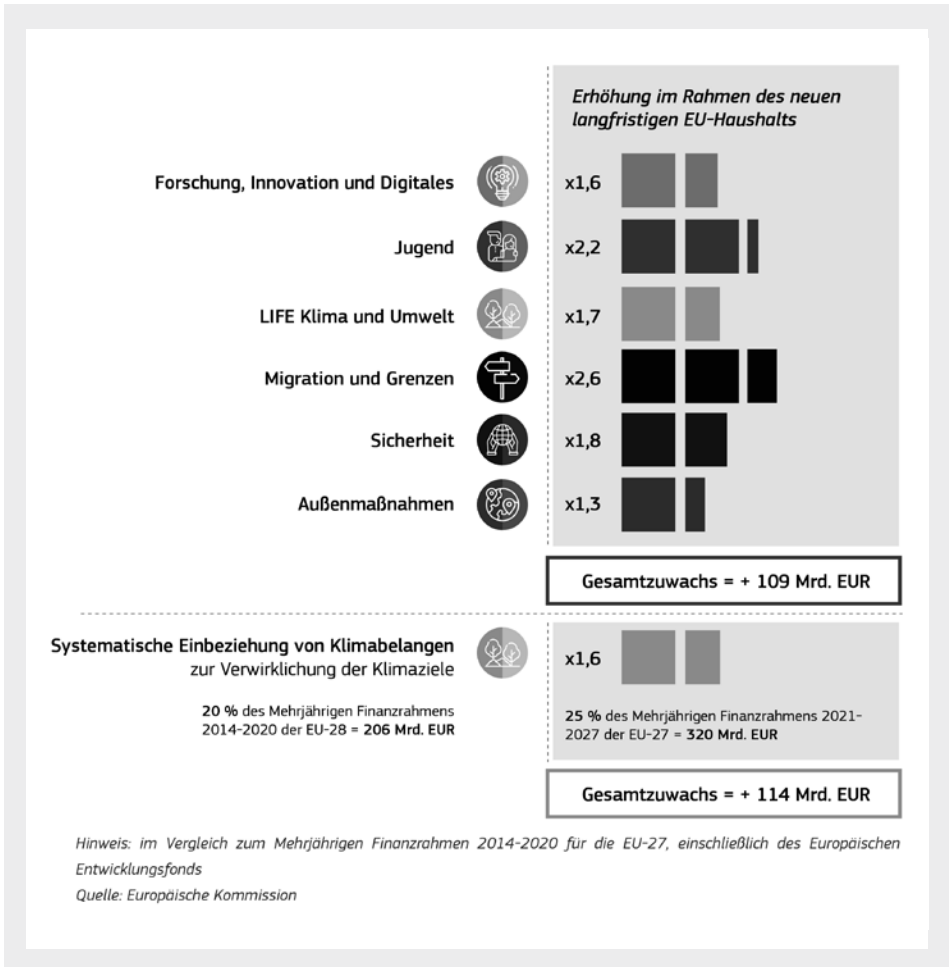 Erhöhung im Rahmen des neuen
langfristigen EU-Haushalts
Forschung, Innovation und Digitales x1,6
Jugend x2,2
LIFE Klima und Umwelt x1,7
Migration und Grenzen x2,6
Sicherheit x1,8
Außenmaßnahmen x1,3
Gesamtzuwachs = + 109 Mrd. EUR
Systematische Einbeziehung von Klimabelangen
zur Verwirklichung der Klimaziele
x1,6
20 % des Mehrjährigen Finanzrahmens
2014-2020 der EU-28 = 206 Mrd. EUR
25 % des Mehrjährigen Finanzrahmens 2021-
2027 der EU-27 = 320 Mrd. EUR
Gesamtzuwachs = + 114 Mrd. EUR
Hinweis: im Vergleich zum Mehrjährigen Finanzrahmen 2014-2020 für die EU-27, einschließlich des Europäischen
Entwicklungsfonds
Quelle: Europäische Kommission